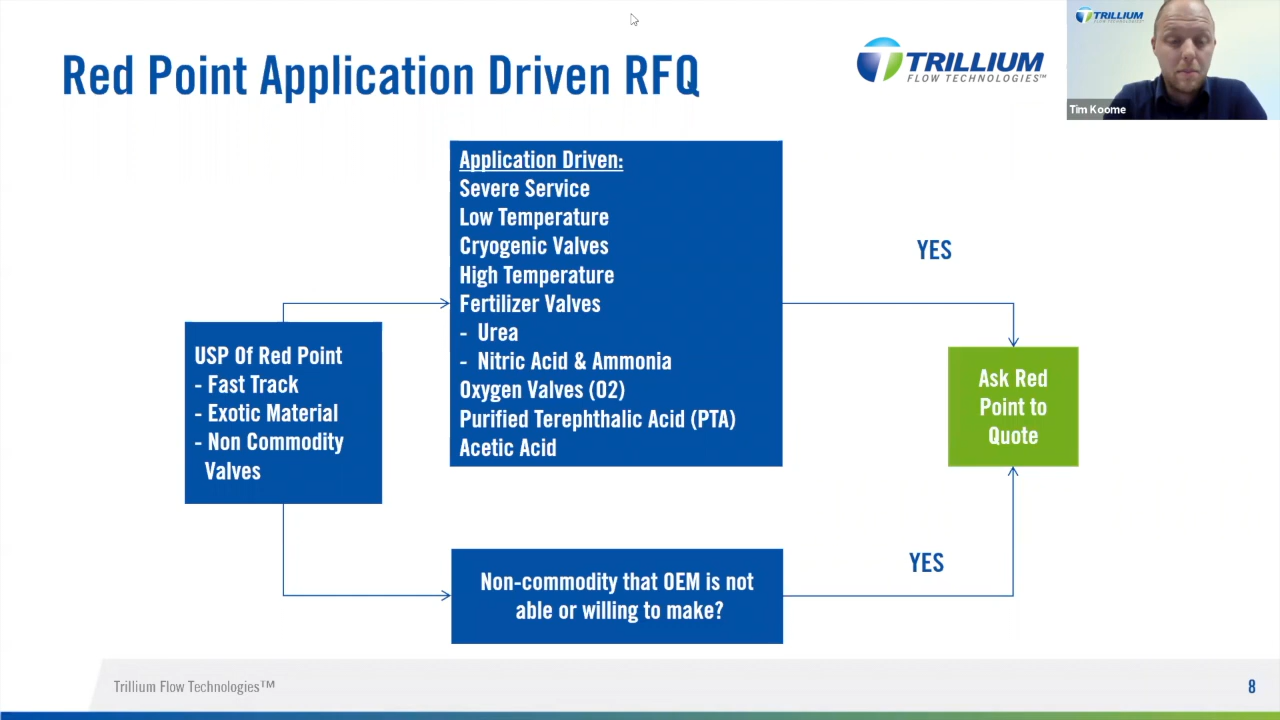 Red Point Application Driven RFQ
TRILLIUM
FLOW TECHNOLOGIES™
TRILLIUM
FLOW TECHNOLOGIES
Tim Koome
Application Driven:
Severe Service
Low Temperature
Cryogenic Valves
High Temperature
Fertilizer Valves
- Urea
- Nitric Acid & Ammonia
Oxygen Valves (O2)
Purified Terephthalic Acid (PTA)
Acetic Acid
YES
USP Of Red Point
- Fast Track
- Exotic Material
- Non Commodity
Valves
Ask Red
Point to
Quote
Non-commodity that OEM is not
able or willing to make?
YES
Trillium Flow Technologies™
8